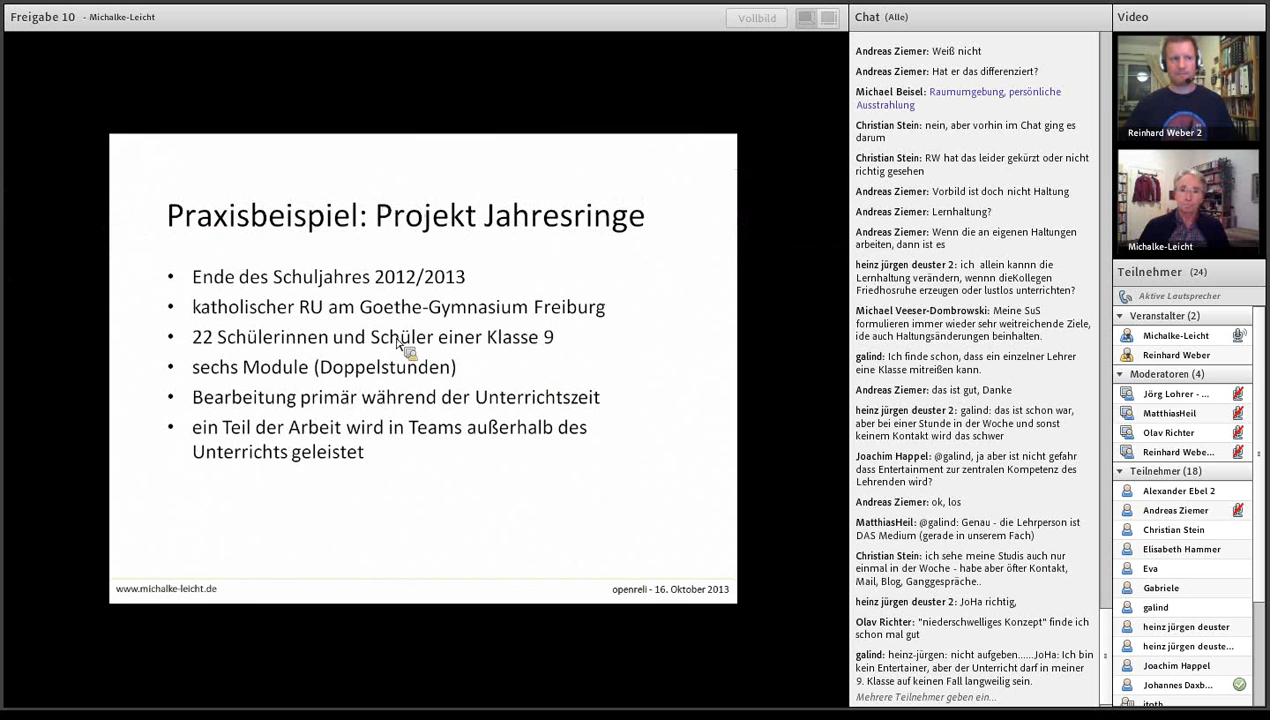 Freigabe 10 - Michalke-Leicht
Vollbild
Praxisbeispiel: Projekt Jahresringe
• Ende des Schuljahres 2012/2013
• katholischer RU am Goethe-Gymnasium Freiburg
• 22 Schülerinnen und Schüler einer Klasse 9
• sechs Module (Doppelstunden)
• Bearbeitung primär während der Unterrichtszeit
• ein Teil der Arbeit wird in Teams außerhalb des
Unterrichts geleistet
www.michalke-leicht.de
openreli - 16. Oktober 2013
Chat (Alle)
Andreas Ziemer: Weiß nicht
Andreas Ziemer: Hat er das differenziert?
Michael Beisel: Raumumgebung, persönliche
Ausstrahlung
Christian Stein: nein, aber vorhin im Chat ging es
darum
Christian Stein: RW hat das leider gekürzt oder nicht
richtig gesehen
Andreas Ziemer: Vorbild ist doch nicht Haltung
Andreas Ziemer: Lernhaltung?
Andreas Ziemer: Wenn die an eigenen Haltungen
arbeiten, dann ist es
heinz jürgen deuster 2: ich allein kannn die
Lernhaltung verändern, wennn dieKollegen
Friedhosruhe erzeugen oder lustlos unterrichten?
Michael Veeser-Dombrowski: Meine SuS
formulieren immer wieder sehr weitreichende Ziele,
ide auch Haltungsänderungen beinhalten.
galind: Ich finde schon, dass ein einzelner Lehrer
eine Klasse mitreißen kann.
Andreas Ziemer: das ist gut, Danke
heinz jürgen deuster 2: galind: das ist schon war,
aber bei einer Stunde in der Woche und sonst
keinem Kontakt wird das schwer
Joachim Happel: @galind, ja aber ist nicht gefahr
dass Entertainment zur zentralen Kompetenz des
Lehrenden wird?
Andreas Ziemer: ok, los
MatthiasHeil: @galind: Genau - die Lehrperson ist
DAS Medium (gerade in unserem Fach)
Christian Stein: ich sehe meine Studis auch nur
einmal in der Woche - habe aber öfter Kontakt,
Mail, Blog, Ganggespräche..
heinz jürgen deuster 2: JoHa richtig,
Olav Richter: "niederschwelliges Konzept" finde ich
schon mal gut
galind: heinz-jürgen: nicht aufgeben......JoHa: Ich bin
kein Entertainer, aber der Unterricht darf in meiner
9. Klasse auf keinen Fall langweilig sein.
Mehrere Teilnehmer geben ein...
Video
Reinhard Weber 2
Michalke-Leicht
Teilnehmer (24)
Aktive Lautsprecher
Veranstalter (2)
Michalke-Leicht
Reinhard Weber
Moderatoren (4)
Jörg Lohrer - ...
MatthiasHeil
Olav Richter
Reinhard Webe...
Teilnehmer (18)
Alexander Ebel 2
Andreas Ziemer
Christian Stein
Elisabeth Hammer
Eva
Gabriele
galind
heinz jürgen deuster
heinz jürgen deuste...
Joachim Happel
Johannes Daxb...
itoth